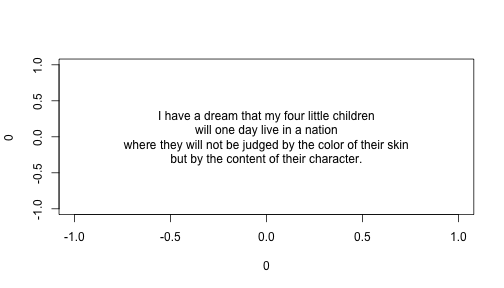 I have a dream that my four little children
will one day live in a nation
where they will not be judged by the color of their skin
but by the content of their character.
0
-1.0 -0.5 0.0 0.5 1.0
-1.0 -0.5 0.0 0.5 1.0
0